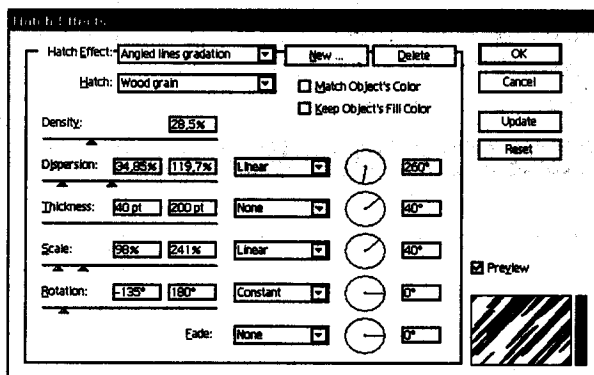 Hatch Effects
Hatch Effect: Angled lines gradation New ... Delete OK
Hatch: Wood grain Match Object's Color Cancel
Keep Object's Fill Color
Density: 28,5% Update
Reset
Dispersion: 34,85% 119,7% Linear 260°
Thickness: 40 pt 200 pt None 40°
Scale: 98% 241% Linear 40°
Preview
Rotation: -135° 180° Constant 0°
Fade: None 0°